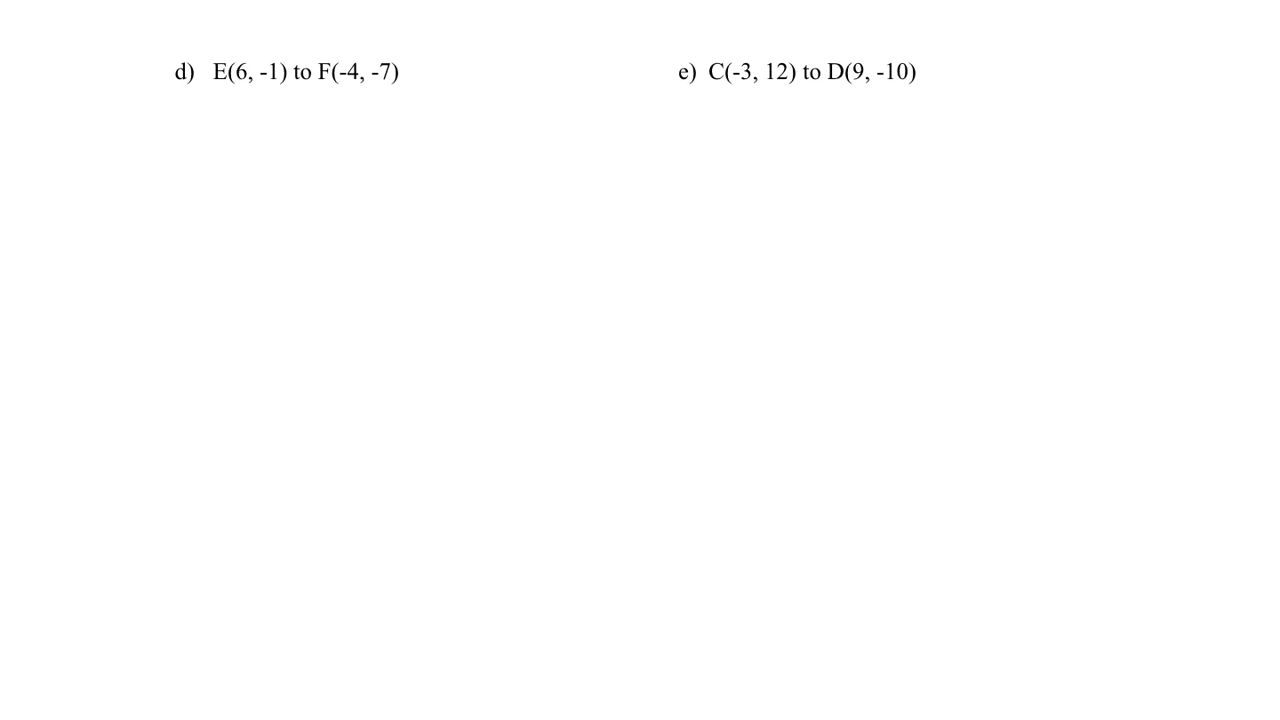 d) E(6, -1) to F(-4, -7)
e) C(-3, 12) to D(9, -10)